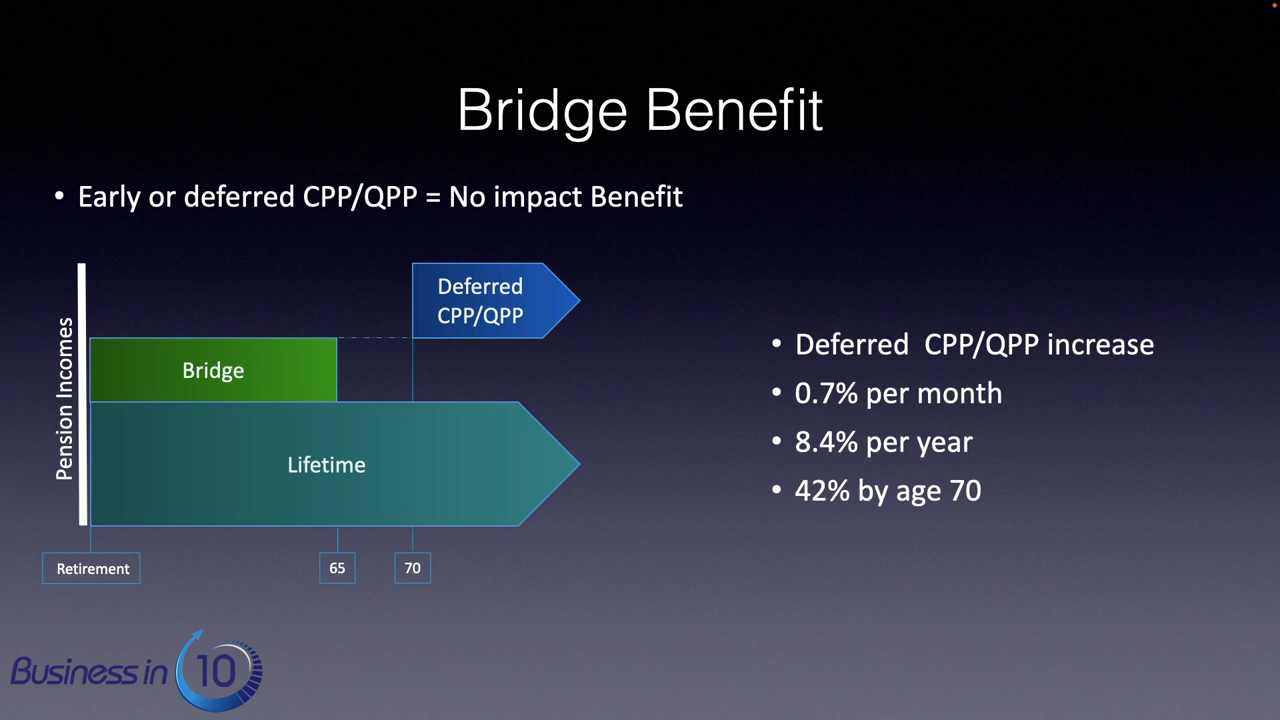 Bridge Benefit
• Early or deferred CPP/QPP = No impact Benefit
Pension Incomes
Deferred
CPP/QPP
Bridge
Lifetime
Retirement
65
70
• Deferred CPP/QPP increase
• 0.7% per month
• 8.4% per year
• 42% by age 70
Business in 10